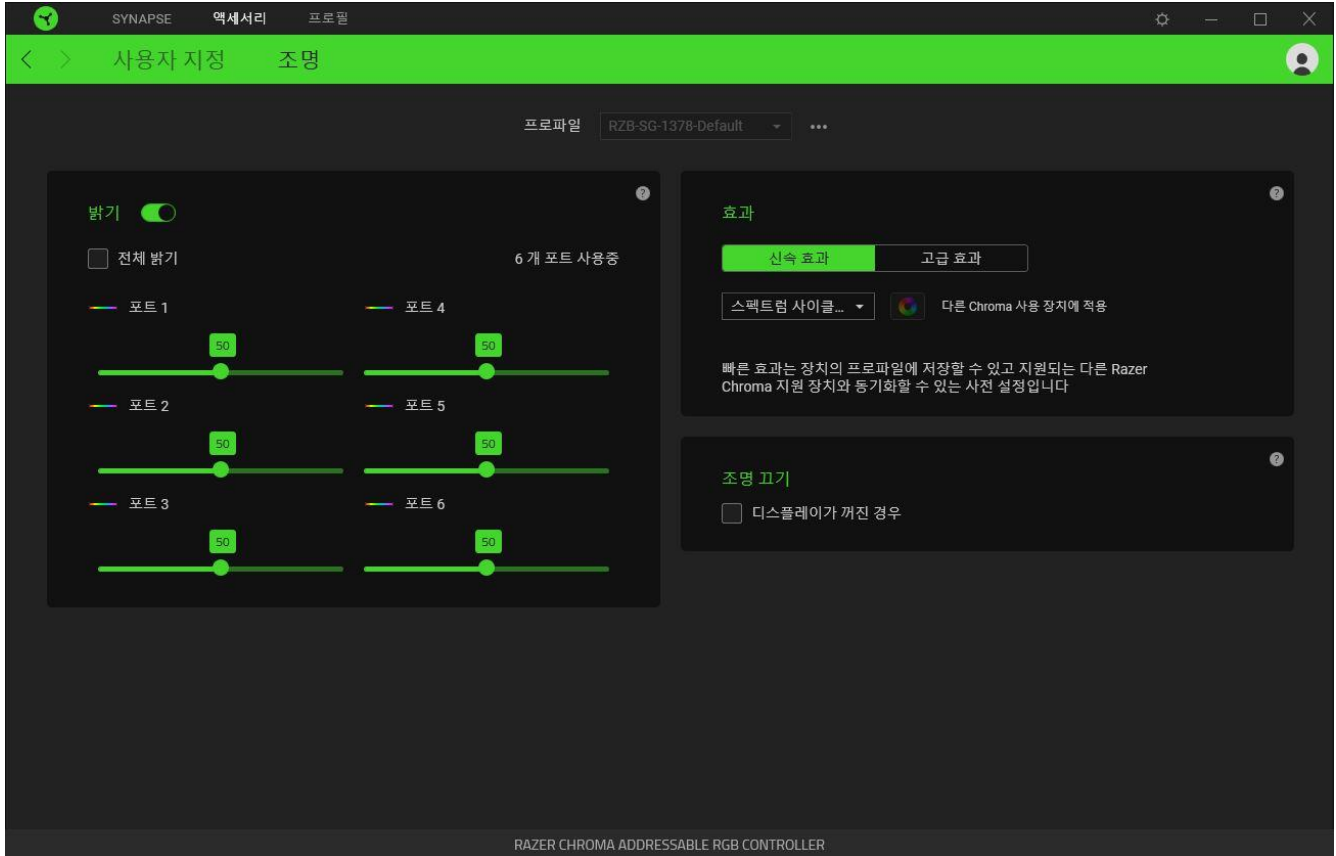 SYNAPSE 액세서리 프로필
사용자 지정 조명
프로파일 RZB-SG-1378-Default
밝기
전체 밝기 6 개 포트 사용중
포트 1 포트 4
50 50
포트 2 포트 5
50 50
포트 3 포트 6
50 50
효과
신속 효과 고급 효과
스펙트럼 사이클... 다른 Chroma 사용 장치에 적용
빠른 효과는 장치의 프로파일에 저장할 수 있고 지원되는 다른 Razer
Chroma 지원 장치와 동기화할 수 있는 사전 설정입니다
조명 끄기
디스플레이가 꺼진 경우
RAZER CHROMA ADDRESSABLE RGB CONTROLLER